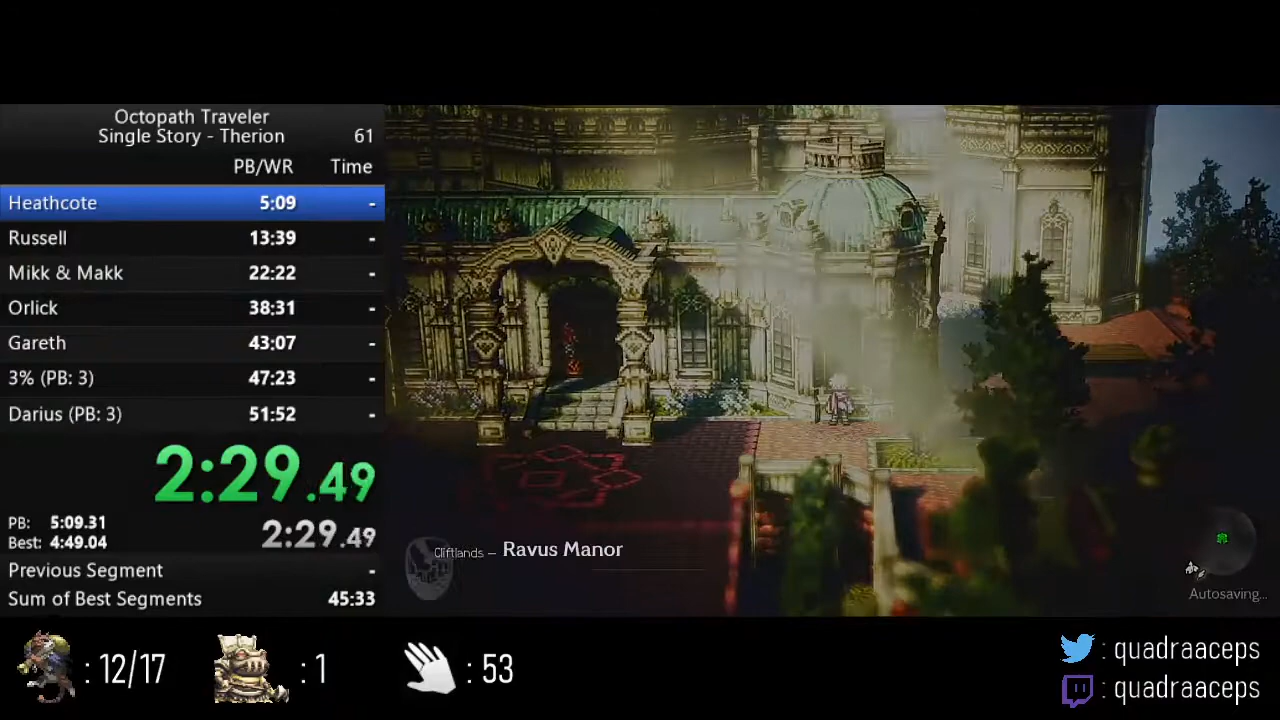 Octopath Traveler
Single Story - Therion 61
PB/WR Time
Heathcote 5:09 -
Russell 13:39 -
Mikk & Makk 22:22 -
Orlick 38:31 -
Gareth 43:07 -
3% (PB: 3) 47:23 -
Darius (PB: 3) 51:52 -
2:29.49
PB: 5:09.31
Best: 4:49.04
2:29.49
Previous Segment -
Sum of Best Segments 45:33
Cliftlands – Ravus Manor
Autosaving...
: 12/17 : 1 : 53
: quadraaceps
: quadraaceps